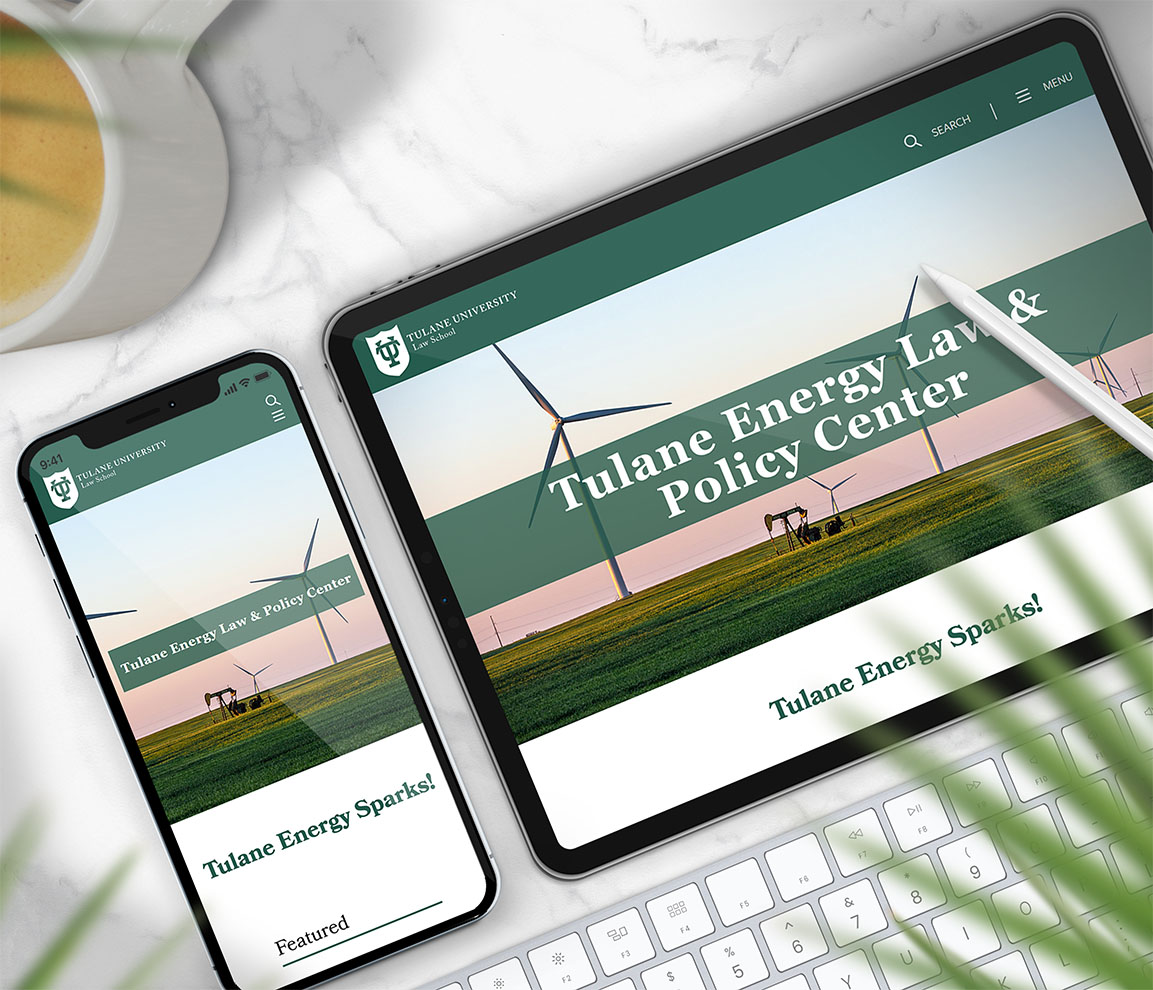 SEARCH | MENU
TULANE UNIVERSITY
Law School
Tulane Energy Law &
Policy Center
Tulane Energy Sparks!
9:41
TULANE UNIVERSITY
Law School
Tulane Energy Law & Policy Center
Tulane Energy Sparks!
Featured
F2
F3
F4
F5
F6
F7
F8
F10
$
%
5
^
6
&
7
*
8
(
9
Y
U
I
O
K
L